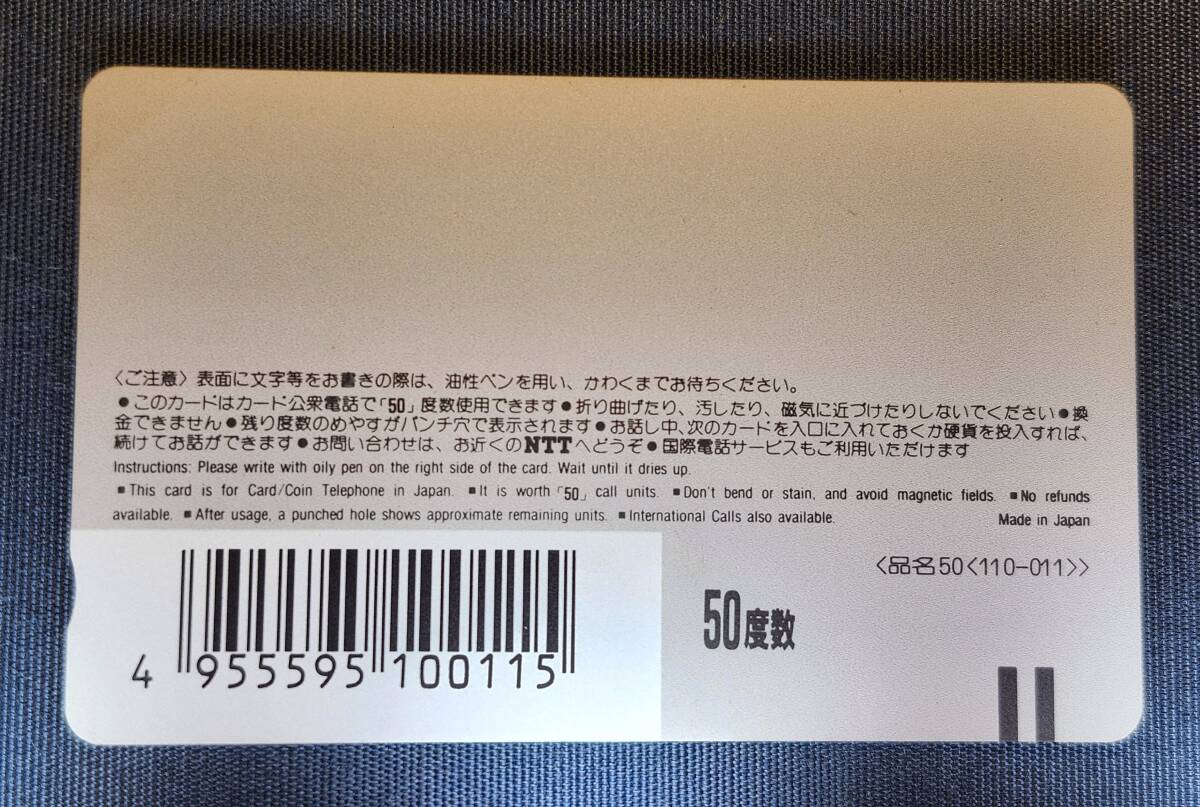 〈ご注意〉表面に文字等をお書きの際は、油性ペンを用い、かわくまでお待ちください。
●このカードはカード公衆電話で「50」度数使用できます●折り曲げたり、汚したり、磁気に近づけたりしないでください●換
金できません●残り度数のめやすがパンチ穴で表示されます●お話し中、次のカードを入口に入れておくか硬貨を投入すれば、
続けてお話ができます●お問い合わせは、お近くのNTTへどうぞ●国際電話サービスもご利用いただけます
Instructions: Please write with oily pen on the right side of the card. Wait until it dries up.
■This card is for Card/Coin Telephone in Japan. ■It is worth「50」call units. ■Don't bend or stain, and avoid magnetic fields. ■No refunds
available. ■After usage, a punched hole shows approximate remaining units. ■International Calls also available. Made in Japan
〈品名50〈110-011〉〉
50度数
4 955595 100115